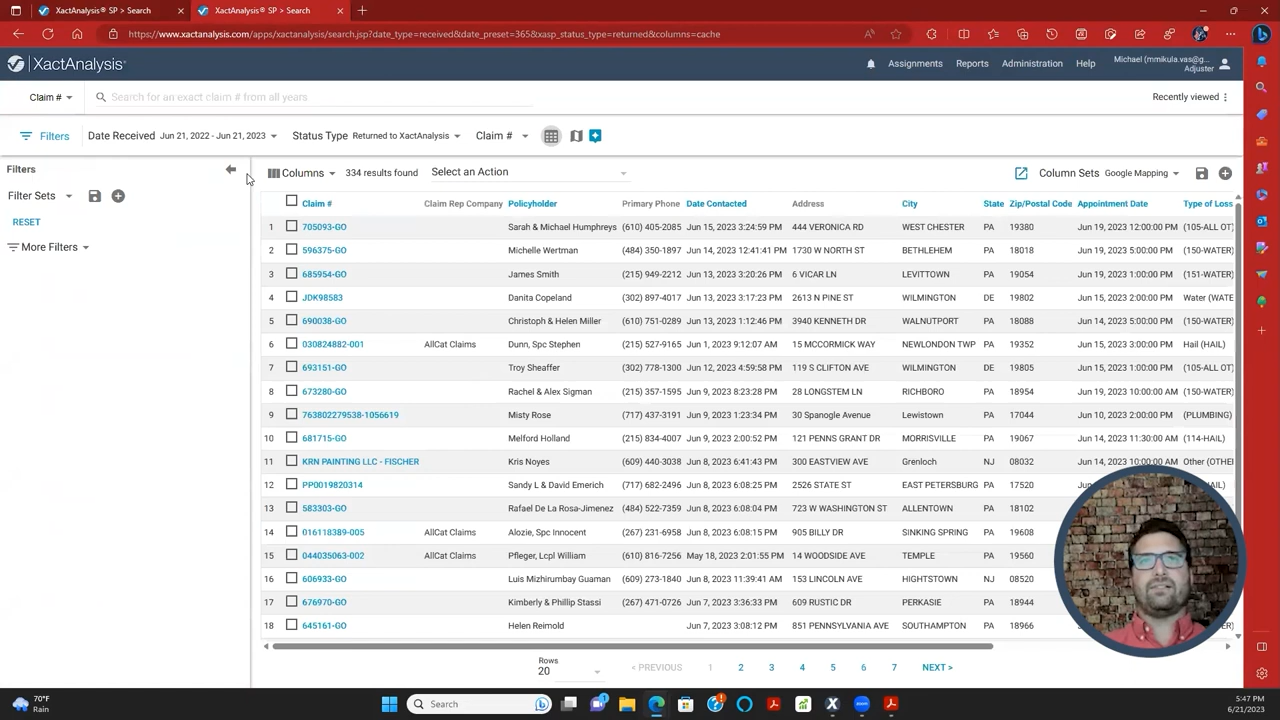 XactAnalysis® SP > Search
XactAnalysis® SP > Search
https://www.xactanalysis.com/apps/xactanalysis/search.jsp?date_type=received&date_preset=365&xasp_status_type=returned&columns=cache
XactAnalysis®
Assignments Reports Administration Help Michael (mmikula.vas@g...
Adjuster
Claim # Search for an exact claim # from all years Recently viewed
Filters Date Received Jun 21, 2022 - Jun 21, 2023 Status Type Returned to XactAnalysis Claim #
Filters
Columns 334 results found Select an Action Column Sets Google Mapping
Filter Sets
RESET
More Filters
Claim # Claim Rep Company Policyholder Primary Phone Date Contacted Address City State Zip/Postal Code Appointment Date Type of Loss
1 705093-GO Sarah & Michael Humphreys (610) 405-2085 Jun 15, 2023 3:24:59 PM 444 VERONICA RD WEST CHESTER PA 19380 Jun 19, 2023 12:00:00 PM (105-ALL OT
2 596375-GO Michelle Wertman (484) 350-1897 Jun 14, 2023 12:41:41 PM 1730 W NORTH ST BETHLEHEM PA 18018 Jun 19, 2023 5:00:00 PM (150-WATER)
3 685954-GO James Smith (215) 949-2212 Jun 13, 2023 3:20:26 PM 6 VICAR LN LEVITTOWN PA 19054 Jun 19, 2023 1:00:00 PM (151-WATER)
4 JDK98583 Danita Copeland (302) 897-4017 Jun 13, 2023 3:17:23 PM 2613 N PINE ST WILMINGTON DE 19802 Jun 15, 2023 2:00:00 PM Water (WATE
5 690038-GO Christoph & Helen Miller (610) 751-0289 Jun 13, 2023 1:12:46 PM 3940 KENNETH DR WALNUTPORT PA 18088 Jun 14, 2023 5:00:00 PM (150-WATER)
6 030824882-001 AllCat Claims Dunn, Spc Stephen (215) 527-9165 Jun 1, 2023 9:12:07 AM 15 MCCORMICK WAY NEWLONDON TWP PA 19352 Jun 15, 2023 3:00:00 PM Hail (HAIL)
7 693151-GO Troy Sheaffer (302) 778-1300 Jun 12, 2023 4:59:58 PM 119 S CLIFTON AVE WILMINGTON DE 19805 Jun 15, 2023 1:00:00 PM (105-ALL OT
8 673280-GO Rachel & Alex Sigman (215) 357-1595 Jun 9, 2023 8:23:28 PM 28 LONGSTEM LN RICHBORO PA 18954 Jun 19, 2023 10:00:00 AM (150-WATER)
9 763802279538-1056619 Misty Rose (717) 437-3191 Jun 9, 2023 1:23:34 PM 30 Spanogle Avenue Lewistown PA 17044 Jun 10, 2023 2:00:00 PM (PLUMBING)
10 681715-GO Melford Holland (215) 834-4007 Jun 9, 2023 2:00:52 PM 121 PENNS GRANT DR MORRISVILLE PA 19067 Jun 14, 2023 11:30:00 AM (114-HAIL)
11 KRN PAINTING LLC - FISCHER Kris Noyes (609) 440-3038 Jun 8, 2023 6:41:43 PM 300 EASTVIEW AVE Grenloch NJ 08032 Jun 14, 2023 10:00:00 AM Other (OTHE
12 PP0019820314 Sandy L & David Emerich (717) 682-2496 Jun 8, 2023 6:08:25 PM 2526 STATE ST EAST PETERSBURG PA 17520
13 583303-GO Rafael De La Rosa-Jimenez (484) 522-7359 Jun 8, 2023 6:08:04 PM 723 W WASHINGTON ST ALLENTOWN PA 18102
14 016118389-005 AllCat Claims Alozie, Spc Innocent (267) 231-6958 Jun 8, 2023 6:08:15 PM 905 BILLY DR SINKING SPRING PA 19608
15 044035063-002 AllCat Claims Pfleger, Lcpl William (610) 816-7256 May 18, 2023 2:01:55 PM 14 WOODSIDE AVE TEMPLE PA 19560
16 606933-GO Luis Mizhirumbay Guaman (609) 273-1840 Jun 8, 2023 11:39:41 AM 153 LINCOLN AVE HIGHTSTOWN NJ 08520
17 676970-GO Kimberly & Phillip Stassi (267) 471-0726 Jun 7, 2023 3:36:33 PM 609 RUSTIC DR PERKASIE PA 18944
18 645161-GO Helen Reimold Jun 7, 2023 3:08:12 PM 851 PENNSYLVANIA AVE SOUTHAMPTON PA 18966
Rows
20 < PREVIOUS 1 2 3 4 5 6 7 NEXT >
70°F
Rain
Search
5:47 PM
6/21/2023